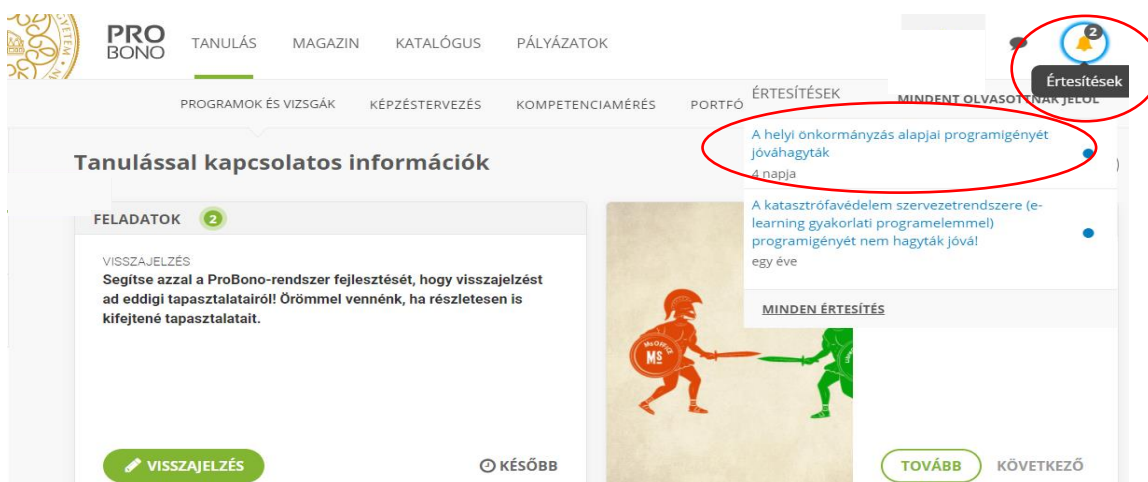 PRO
BONO
TANULÁS
MAGAZIN
KATALÓGUS
PÁLYÁZATOK
2
Értesítések
PROGRAMOK ÉS VIZSGÁK
KÉPZÉSTERVEZÉS
KOMPETENCIAMÉRÉS
PORTFÓ
ÉRTESÍTÉSEK
MINDENT OLVASOTTNAK JELÖL
A helyi önkormányzás alapjai programigényét
jóváhagyták
4 napja
A katasztrófavédelem szervezetrendszere (e-
learning gyakorlati programelemmel)
programigényét nem hagyták jóvá!
egy éve
MINDEN ÉRTESÍTÉS
Tanulással kapcsolatos információk
FELADATOK 2
VISSZAJELZÉS
Segítse azzal a ProBono-rendszer fejlesztését, hogy visszajelzést
ad eddigi tapasztalatairól! Örömmel vennénk, ha részletesen is
kifejtené tapasztalatait.
VISSZAJELZÉS
KÉSŐBB
MSOFFICE
MS
TOVÁBB
KÖVETKEZŐ